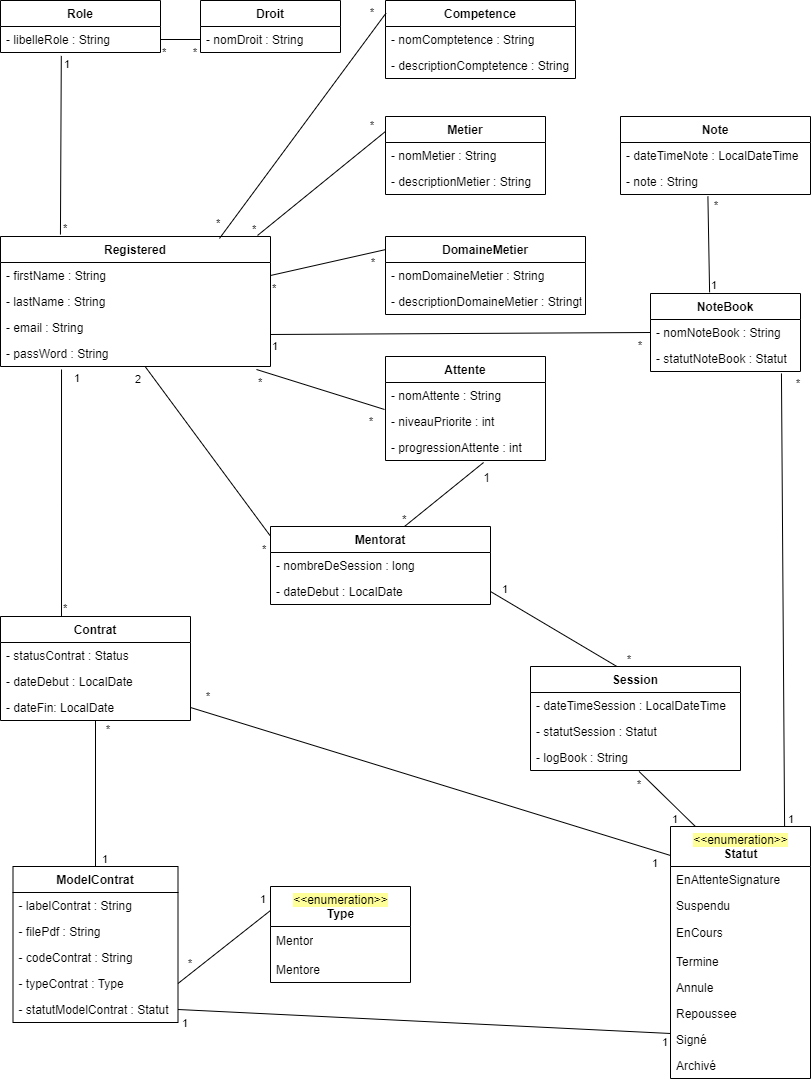 Role
- libelleRole : String
1
*
*
Droit
- nomDroit : String
*
Competence
- nomComptetence : String
- descriptionComptetence : String
*
*
Metier
- nomMetier : String
- descriptionMetier : String
*
*
Note
- dateTimeNote : LocalDateTime
- note : String
*
1
Registered
- firstName : String
- lastName : String
- email : String
- passWord : String
*
DomaineMetier
- nomDomaineMetier : String
- descriptionDomaineMetier : Stringt
*
*
1
*
NoteBook
- nomNoteBook : String
- statutNoteBook : Statut
*
1
2
*
Attente
- nomAttente : String
- niveauPriorite : int
- progressionAttente : int
*
1
*
*
Mentorat
- nombreDeSession : long
- dateDebut : LocalDate
1
*
*
Contrat
- statusContrat : Status
- dateDebut : LocalDate
- dateFin: LocalDate
*
*
Session
- dateTimeSession : LocalDateTime
- statutSession : Statut
- logBook : String
*
1
1
1
1
ModelContrat
- labelContrat : String
- filePdf : String
- codeContrat : String
- typeContrat : Type
- statutModelContrat : Statut
*
1
1
<<enumeration>>
Type
Mentor
Mentore
1
<<enumeration>>
Statut
EnAttenteSignature
Suspendu
EnCours
Termine
Annule
Repoussee
Signé
Archivé